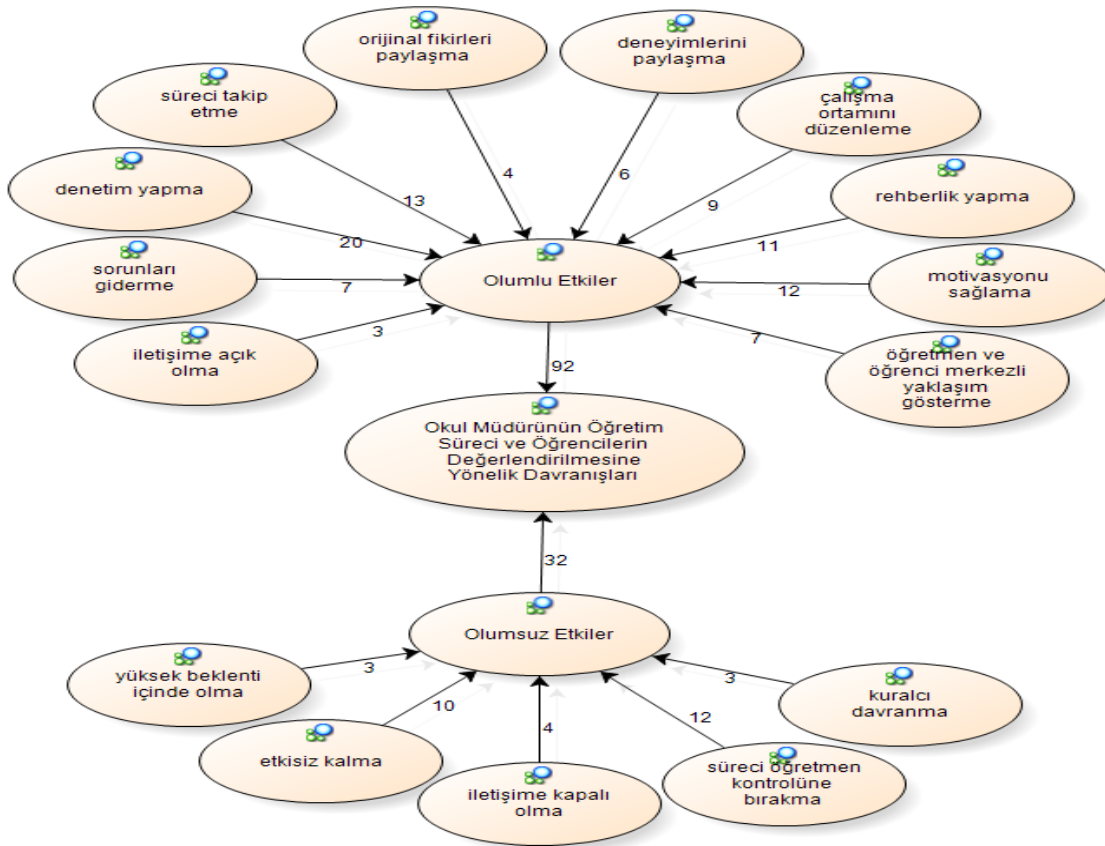 orijinal fikirleri
paylaşma
deneyimlerini
paylaşma
süreci takip
etme
çalışma
ortamını
düzenleme
denetim yapma
rehberlik yapma
sorunları
giderme
motivasyonu
sağlama
iletişime açık
olma
öğretmen ve
öğrenci merkezli
yaklaşım
gösterme
4
6
13
9
20
11
7
12
3
7
Olumlu Etkiler
92
Okul Müdürünün Öğretim
Süreci ve Öğrencilerin
Değerlendirilmesine
Yönelik Davranışları
32
Olumsuz Etkiler
3
10
4
12
3
yüksek beklenti
içinde olma
etkisiz kalma
iletişime kapalı
olma
süreci öğretmen
kontrolüne
bırakma
kuralcı
davranma